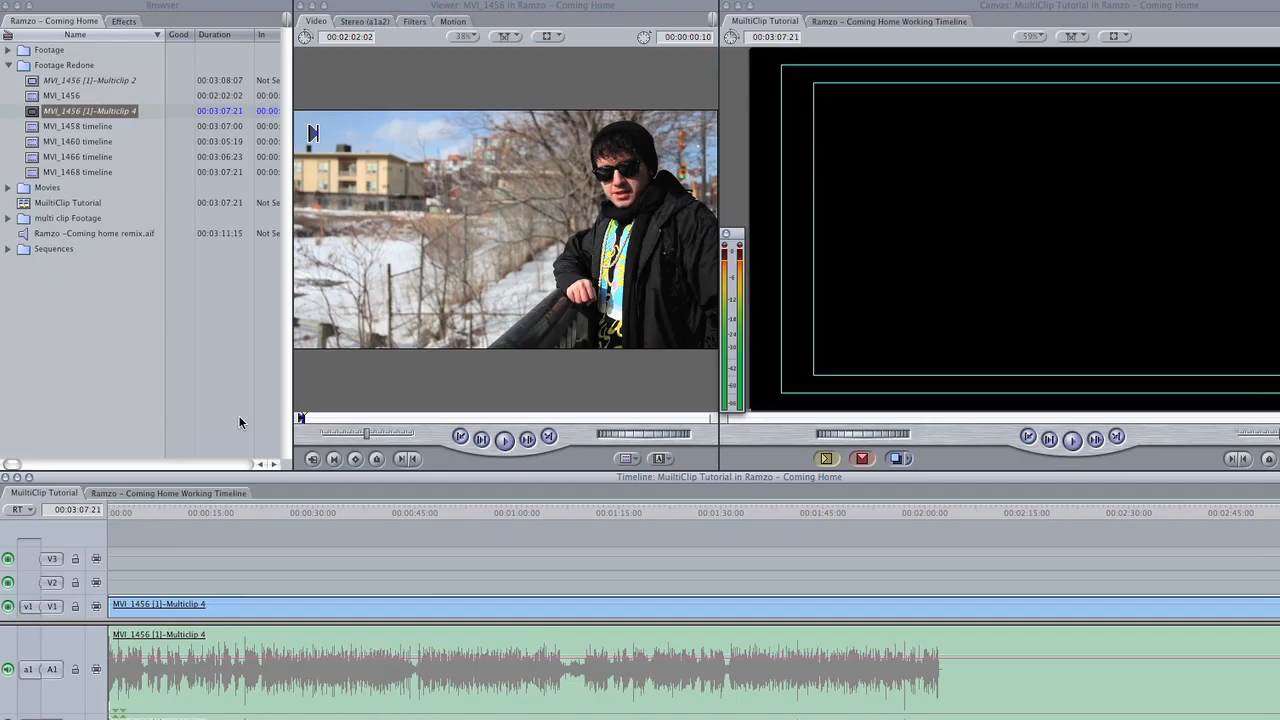 Browser
Viewer: MVI_1456 in Ramzo - Coming Home
Canvas: MuiltiClip Tutorial in Ramzo - Coming Home
Ramzo - Coming Home
Effects
Video
Stereo (a1a2)
Filters
Motion
MuiltiClip Tutorial
Ramzo - Coming Home Working Timeline
Name
Good
Duration
In
00:02:02:02
38%
00:00:00:10
00:03:07:21
59%
Footage
Footage Redone
MVI_1456 [1]-Multiclip 2
00:03:08:07
Not Se
MVI_1456
00:02:02:02
00:00:
MVI_1456 [1]-Multiclip 4
00:03:07:21
00:00:
MVI_1458 timeline
00:03:07:00
00:00:
MVI_1460 timeline
00:03:05:19
00:00:
MVI_1466 timeline
00:03:06:23
00:00:
MVI_1468 timeline
00:03:07:21
00:00:
Movies
MuiltiClip Tutorial
00:03:07:21
Not Se
multi clip Footage
Ramzo -Coming home remix.aif
00:03:11;15
Not Se
Sequences
Timeline: MuiltiClip Tutorial in Ramzo - Coming Home
MuiltiClip Tutorial
Ramzo - Coming Home Working Timeline
RT
00:03:07:21
00:00
00:00:15:00
00:00:30:00
00:00:45:00
00:01:00:00
00:01:15:00
00:01:30:00
00:01:45:00
00:02:00:00
00:02:15:00
00:02:30:00
00:02:45:00
V3
V2
v1
V1
MVI_1456 [1]-Multiclip 4
MVI_1456 [1]-Multiclip 4
a1
A1